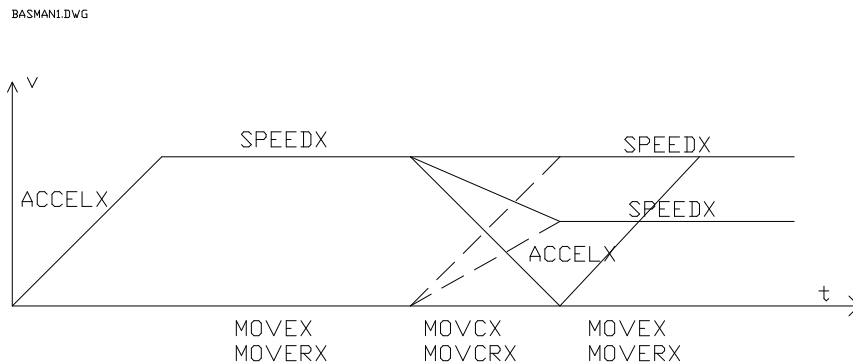 BASMAN1.DWG
v
SPEEDX
SPEEDX
ACCELX
SPEEDX
ACCELX
t
MOVEX MOVCX MOVEX
MOVERX MOVCRX MOVERX